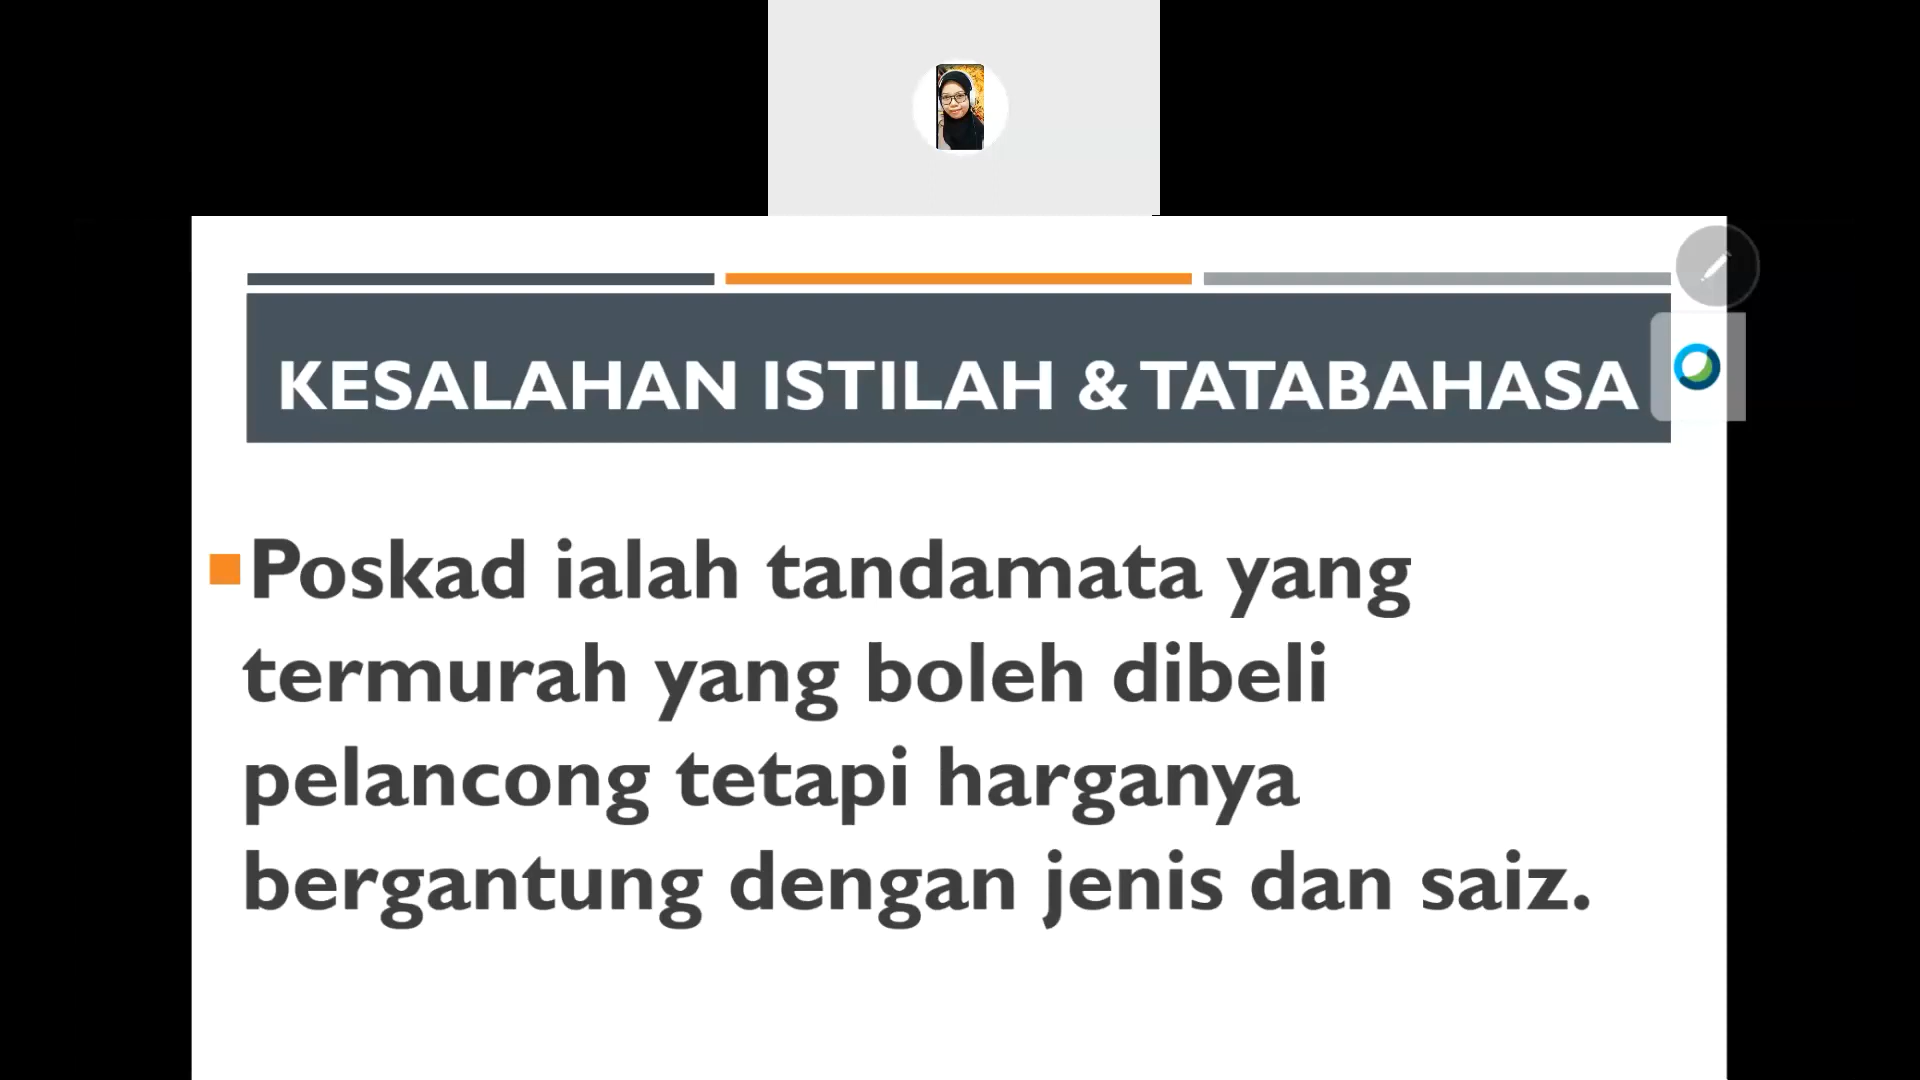 KESALAHAN ISTILAH & TATABAHASA
Poskad ialah tandamata yang
termurah yang boleh dibeli
pelancong tetapi harganya
bergantung dengan jenis dan saiz.